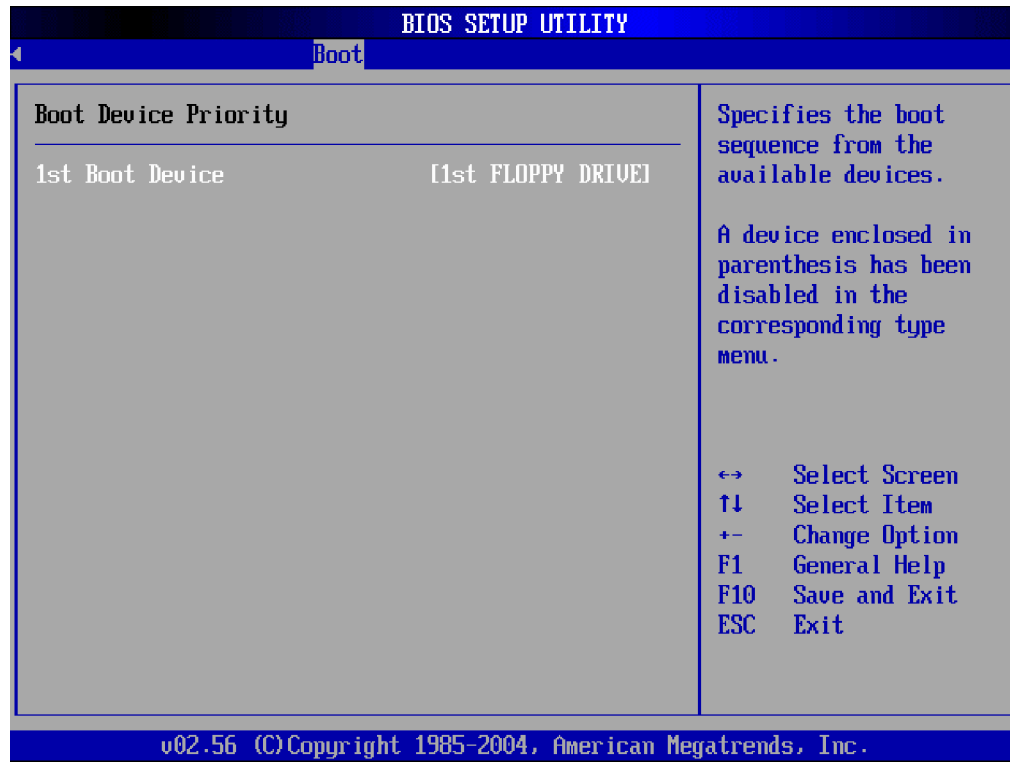 BIOS SETUP UTILITY
Boot
Boot Device Priority
1st Boot Device [1st FLOPPY DRIVE]
Specifies the boot
sequence from the
available devices.
A device enclosed in
parenthesis has been
disabled in the
corresponding type
menu.
←→ Select Screen
↑↓ Select Item
+- Change Option
F1 General Help
F10 Save and Exit
ESC Exit
v02.56 (C)Copyright 1985-2004, American Megatrends, Inc.